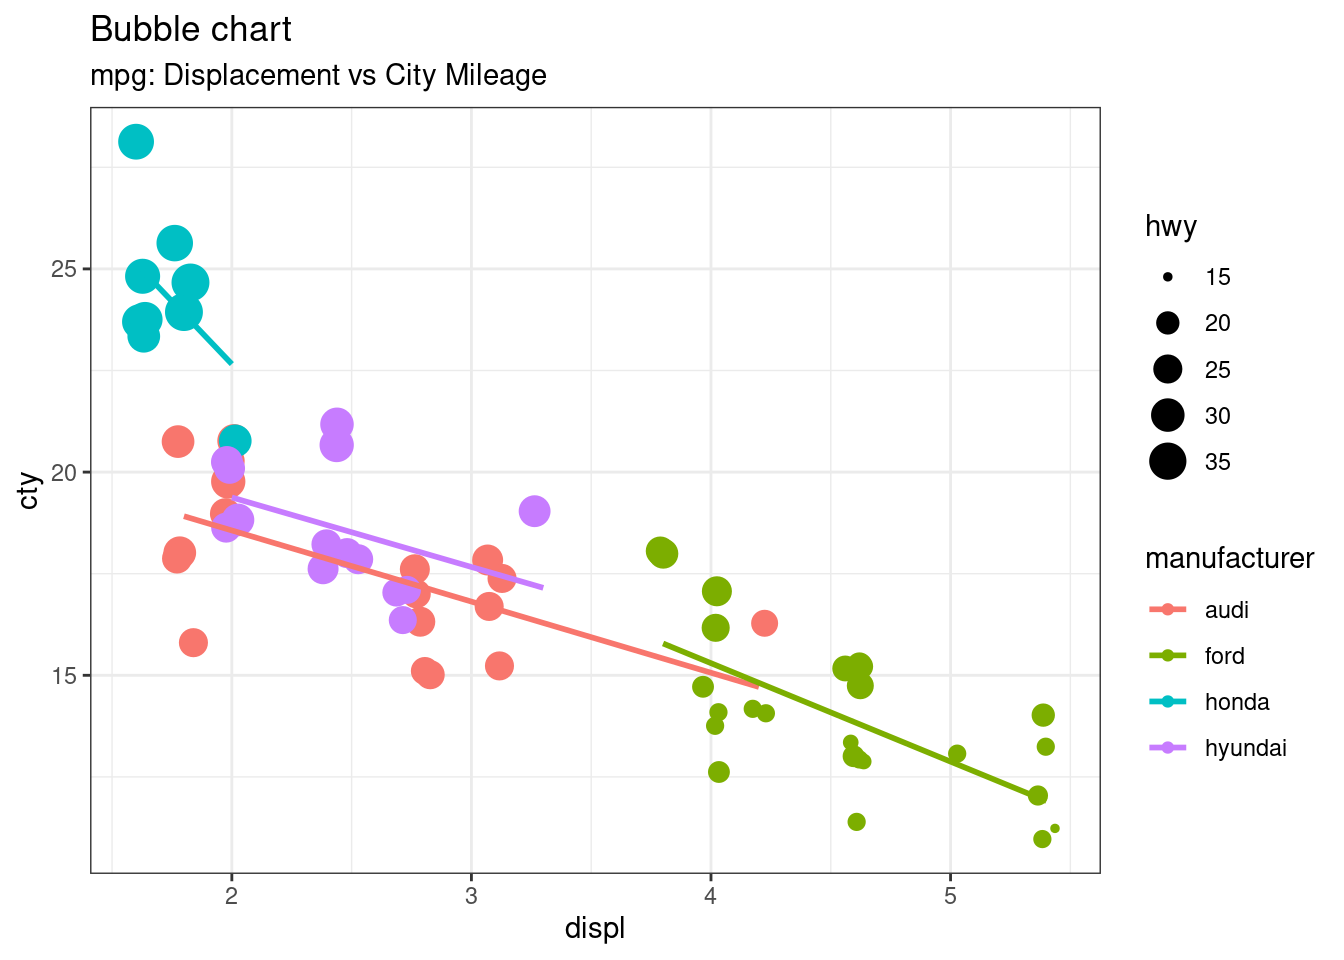 Bubble chart
mpg: Displacement vs City Mileage
25
20
15
cty
2
3
4
5
displ
hwy
15
20
25
30
35
manufacturer
audi
ford
honda
hyundai